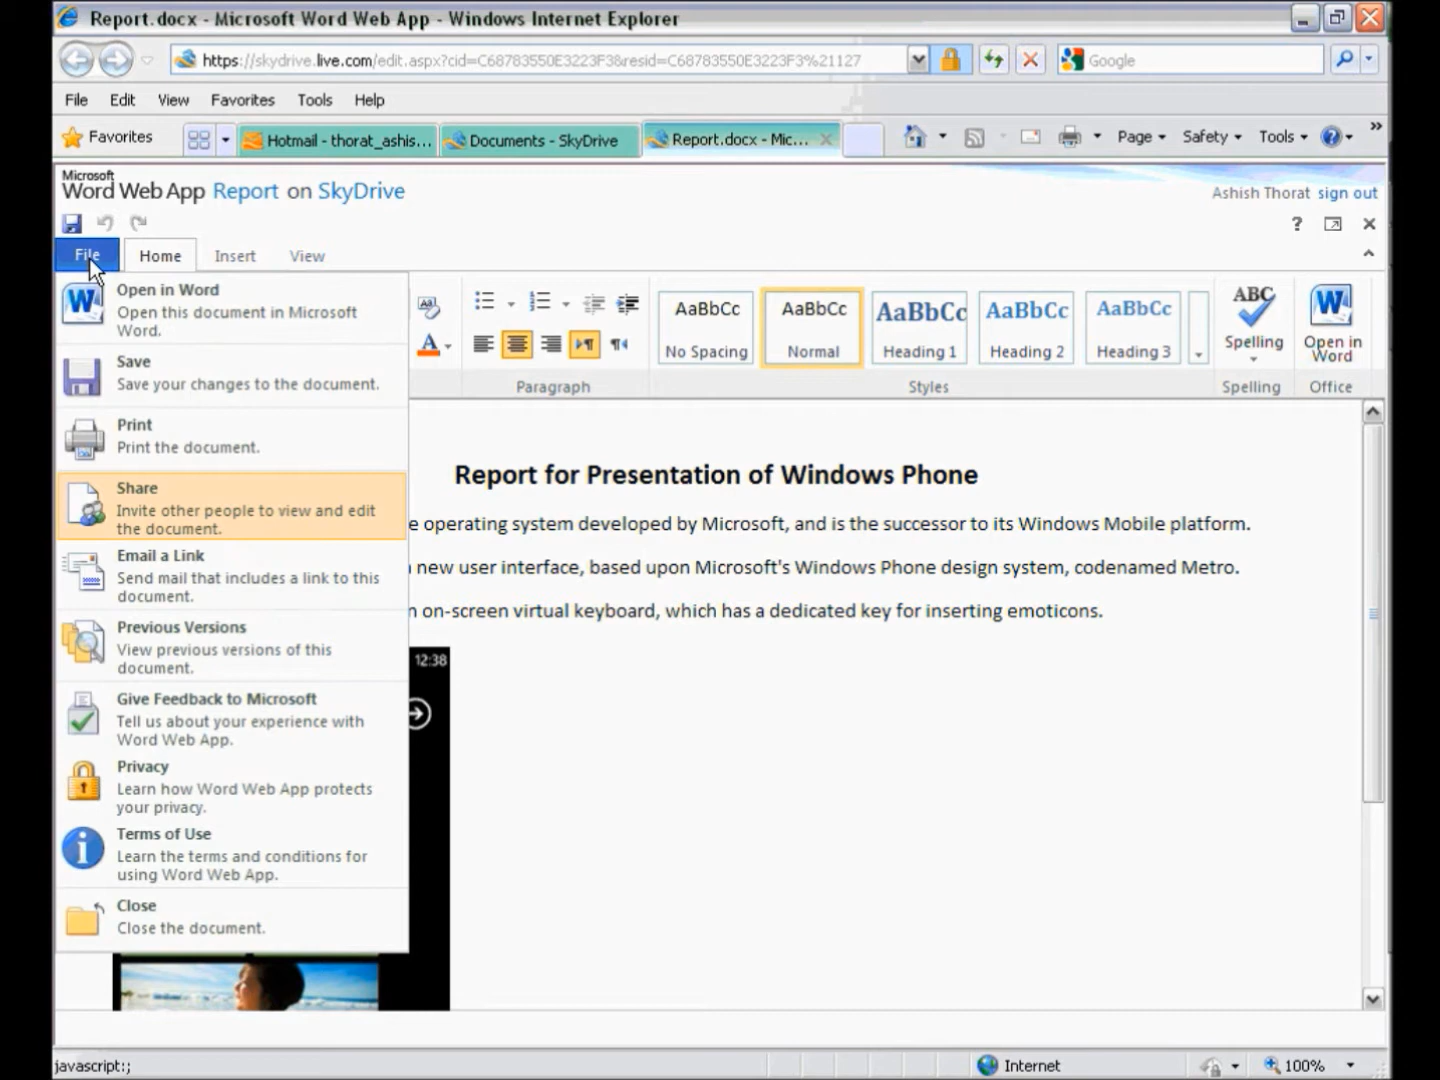 Report.docx - Microsoft Word Web App - Windows Internet Explorer
https://skydrive.live.com/edit.aspx?cid=C68783550E3223F3&resid=C68783550E3223F3%21127
Google
File Edit View Favorites Tools Help
Favorites
Hotmail - thorat_ashis...
Documents - SkyDrive
Report.docx - Mic...
Page
Safety
Tools
Microsoft
Word Web App Report on SkyDrive
Ashish Thorat sign out
File Home Insert View
Open in Word
Open this document in Microsoft
Word.
Save
Save your changes to the document.
Print
Print the document.
Share
Invite other people to view and edit
the document.
Email a Link
Send mail that includes a link to this
document.
Previous Versions
View previous versions of this
document.
Give Feedback to Microsoft
Tell us about your experience with
Word Web App.
Privacy
Learn how Word Web App protects
your privacy.
Terms of Use
Learn the terms and conditions for
using Word Web App.
Close
Close the document.
AaBbCc AaBbCc AaBbCc AaBbCc AaBbCc
No Spacing Normal Heading 1 Heading 2 Heading 3
ABC
Spelling
Open in
Word
Paragraph Styles Spelling Office
Report for Presentation of Windows Phone
operating system developed by Microsoft, and is the successor to its Windows Mobile platform.
new user interface, based upon Microsoft's Windows Phone design system, codenamed Metro.
on-screen virtual keyboard, which has a dedicated key for inserting emoticons.
12:38
javascript:;
Internet
100%